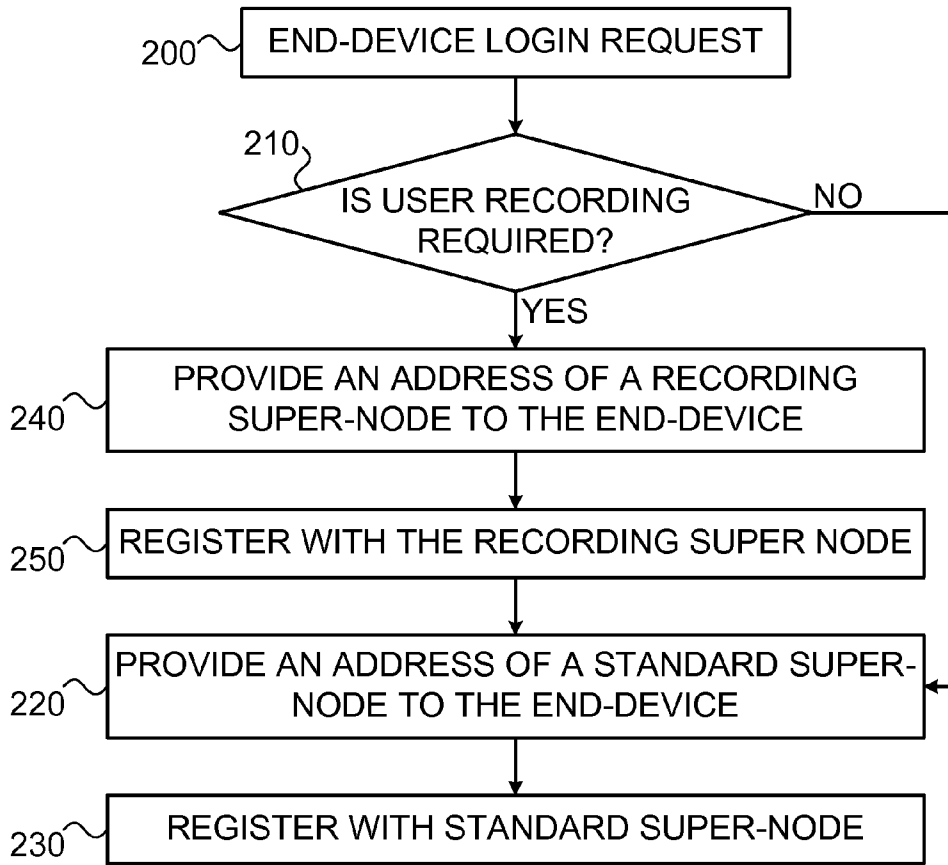 200
END-DEVICE LOGIN REQUEST
210
IS USER RECORDING
REQUIRED?
NO
YES
240
PROVIDE AN ADDRESS OF A RECORDING
SUPER-NODE TO THE END-DEVICE
250
REGISTER WITH THE RECORDING SUPER NODE
220
PROVIDE AN ADDRESS OF A STANDARD SUPER-
NODE TO THE END-DEVICE
230
REGISTER WITH STANDARD SUPER-NODE